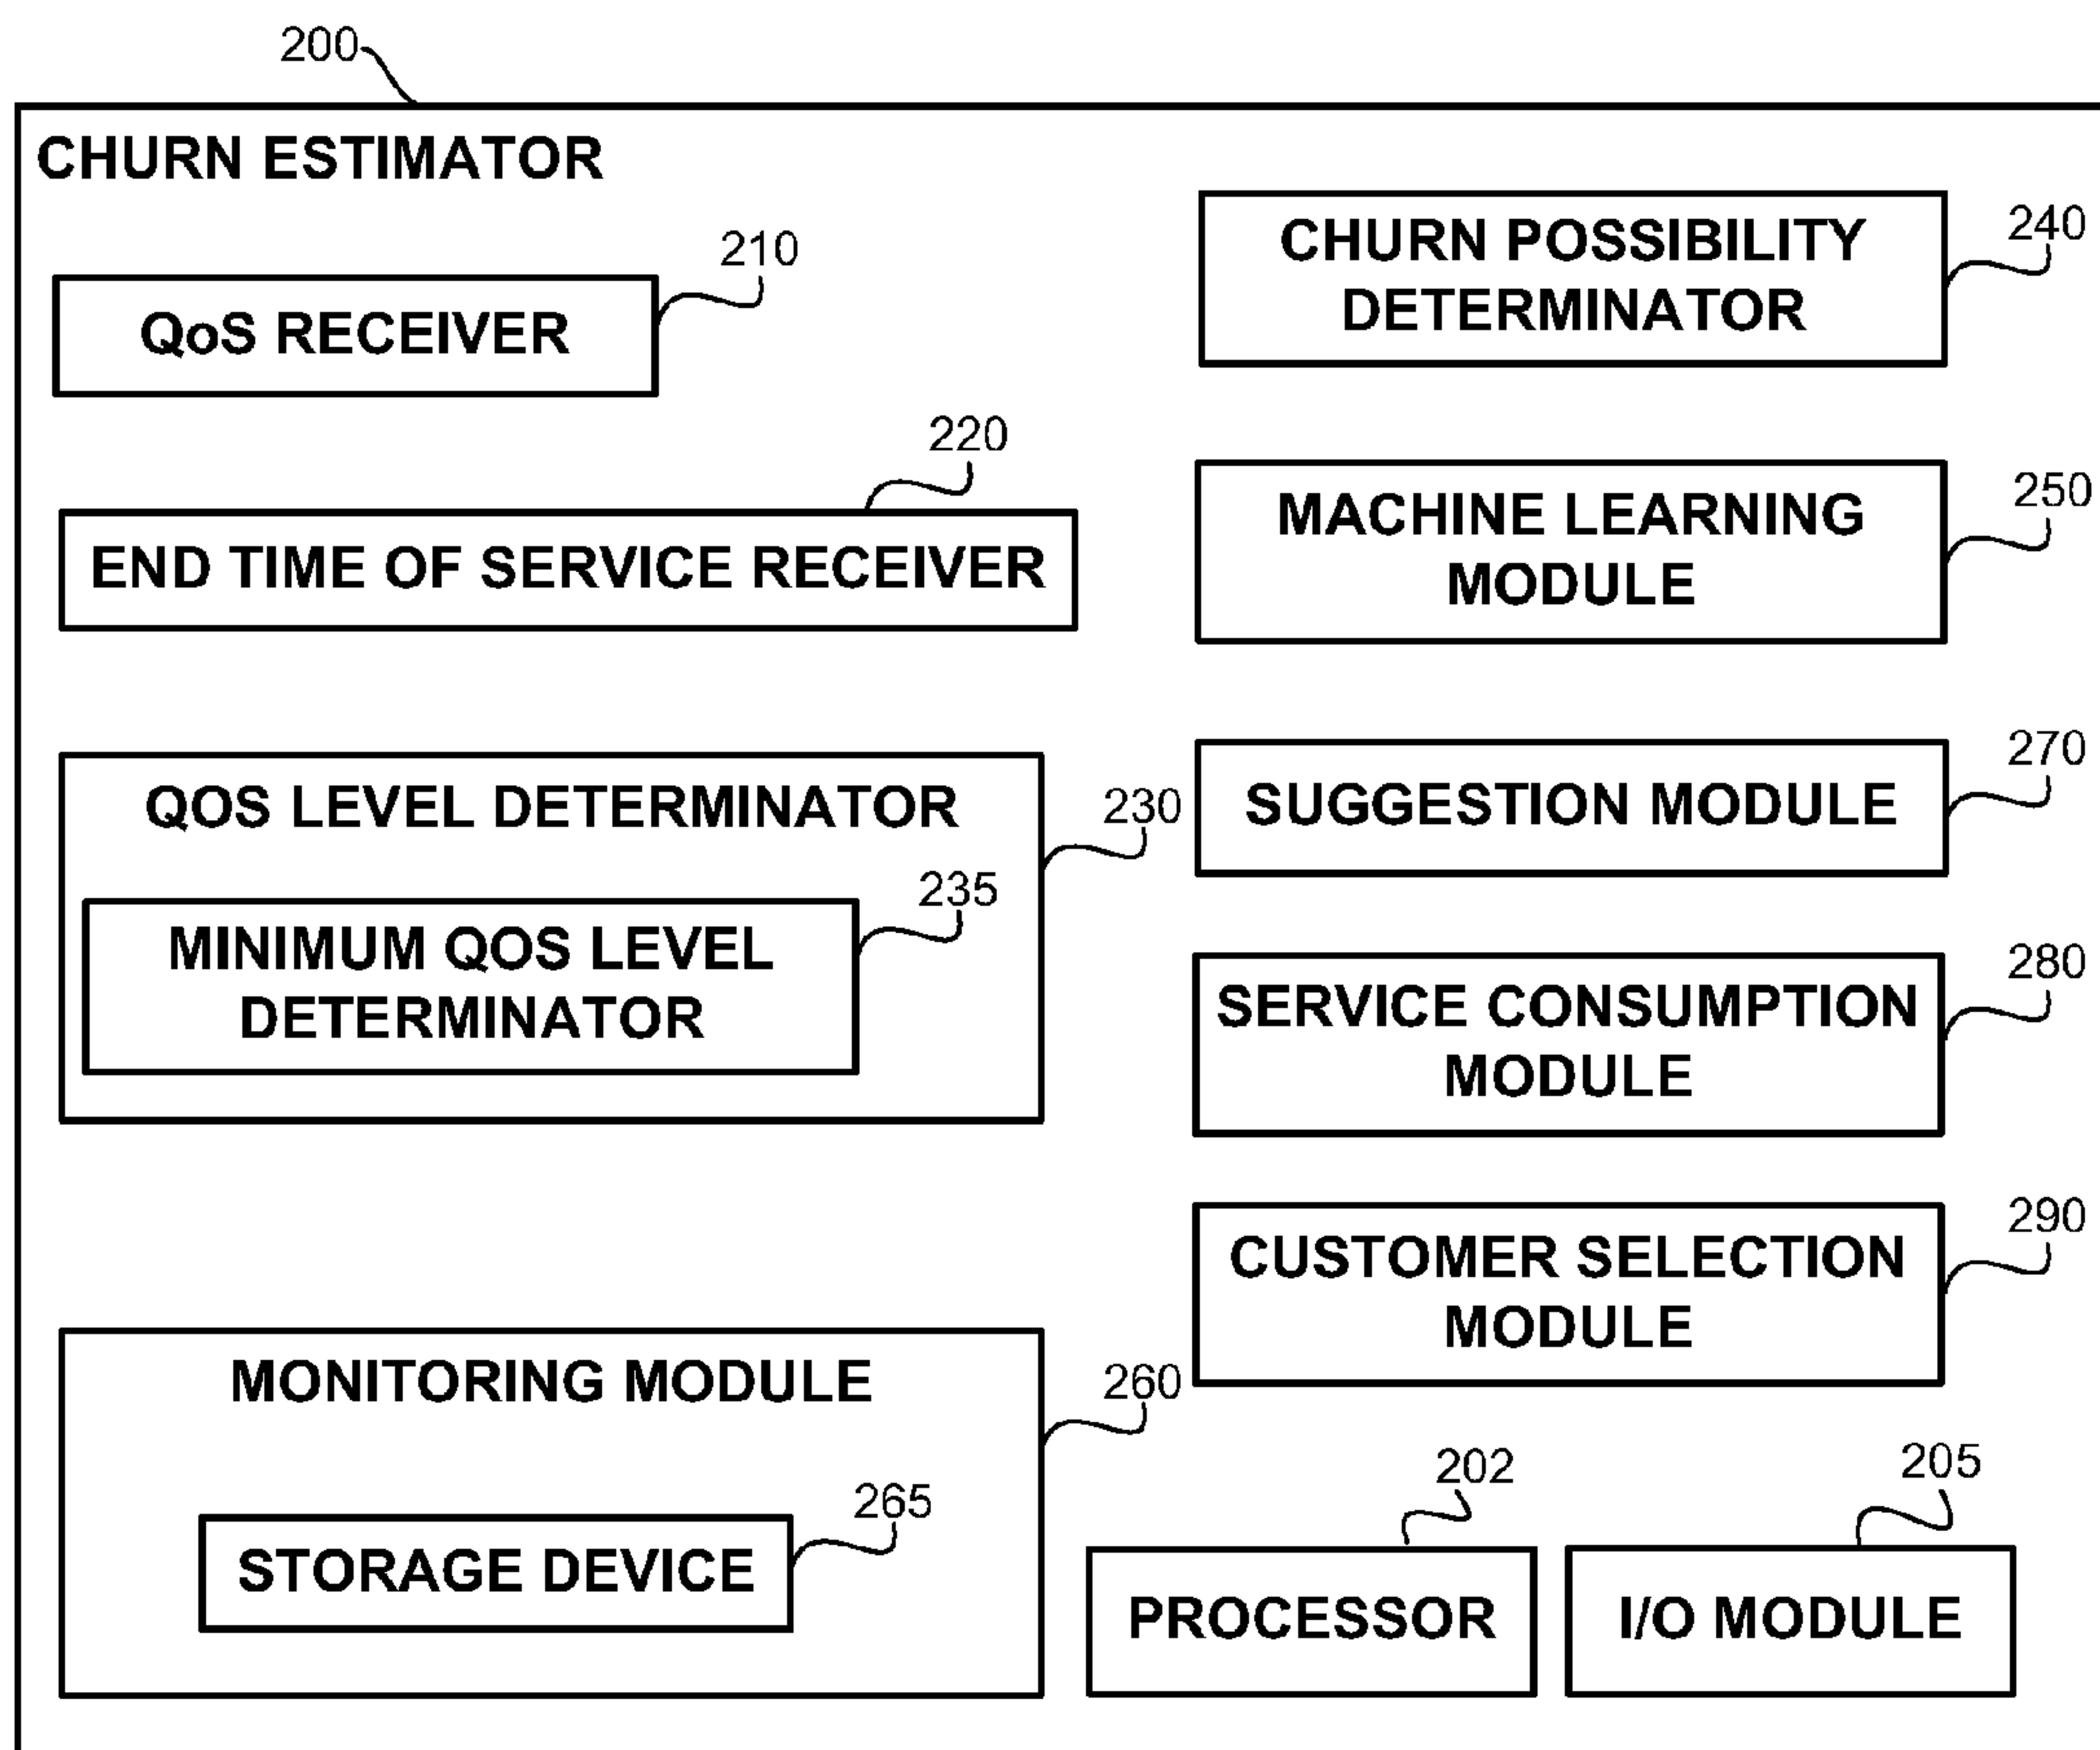 200
CHURN ESTIMATOR
210
QoS RECEIVER
220
END TIME OF SERVICE RECEIVER
230
QOS LEVEL DETERMINATOR
235
MINIMUM QOS LEVEL
DETERMINATOR
260
MONITORING MODULE
265
STORAGE DEVICE
240
CHURN POSSIBILITY
DETERMINATOR
250
MACHINE LEARNING
MODULE
270
SUGGESTION MODULE
280
SERVICE CONSUMPTION
MODULE
290
CUSTOMER SELECTION
MODULE
202
PROCESSOR
205
I/O MODULE